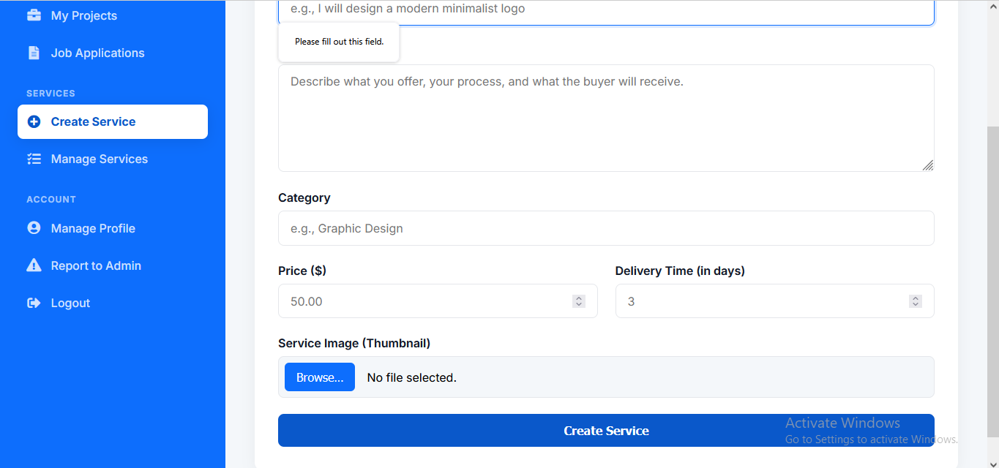 My Projects
Job Applications
SERVICES
Create Service
Manage Services
ACCOUNT
Manage Profile
Report to Admin
Logout
e.g., I will design a modern minimalist logo
Please fill out this field.
Describe what you offer, your process, and what the buyer will receive.
Category
e.g., Graphic Design
Price ($) Delivery Time (in days)
50.00 3
Service Image (Thumbnail)
Browse... No file selected.
Create Service
Activate Windows
Go to Settings to activate Windows.